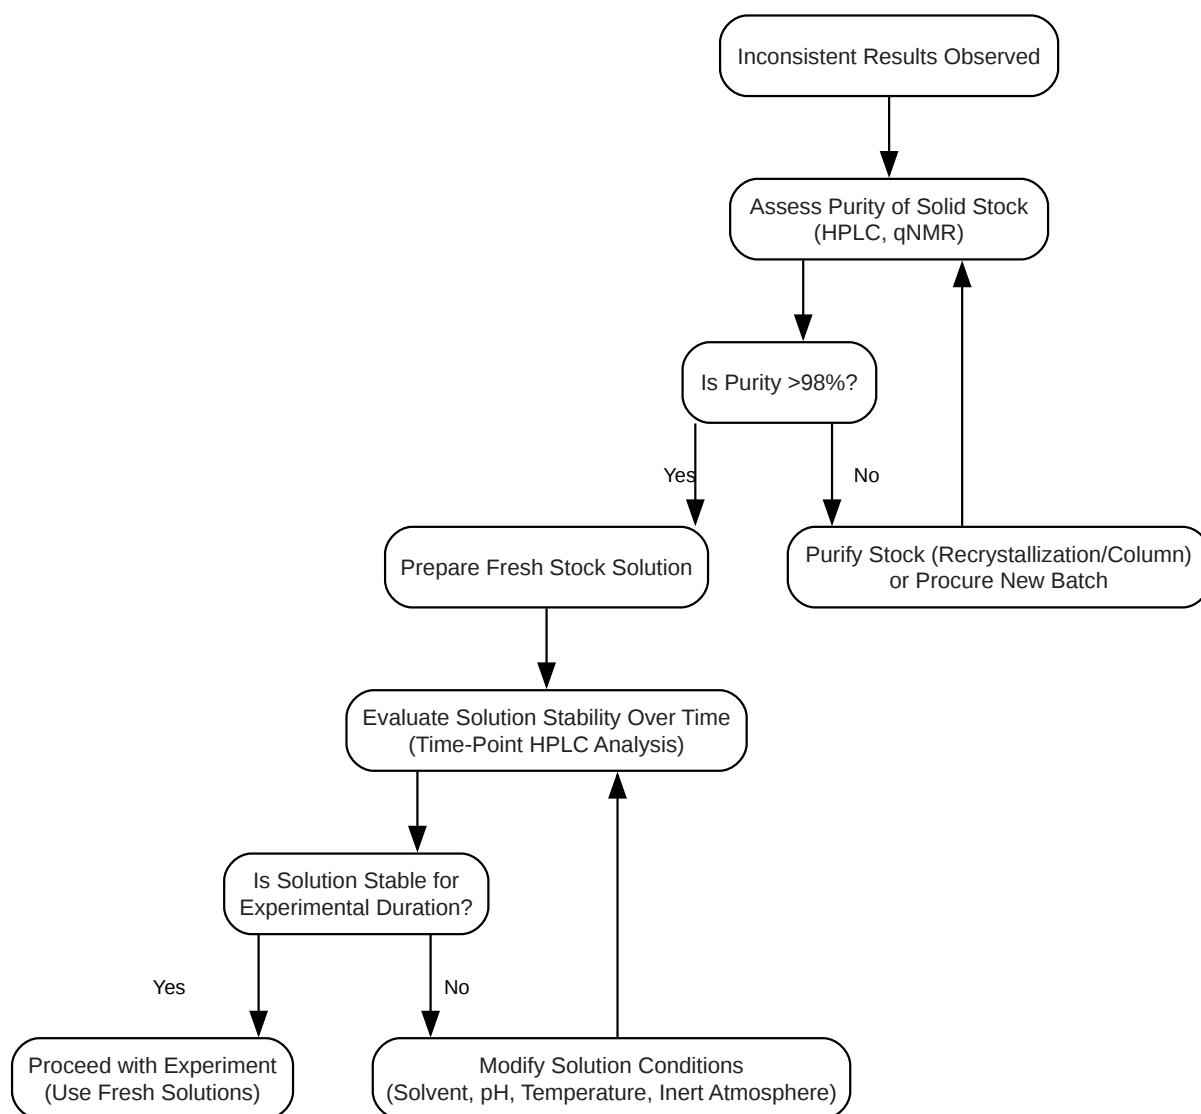 Inconsistent Results Observed
Assess Purity of Solid Stock
(HPLC, qNMR)
Is Purity >98%?
Yes
No
Prepare Fresh Stock Solution
Purify Stock (Recrystallization/Column)
or Procure New Batch
Evaluate Solution Stability Over Time
(Time-Point HPLC Analysis)
Is Solution Stable for
Experimental Duration?
Yes
No
Proceed with Experiment
(Use Fresh Solutions)
Modify Solution Conditions
(Solvent, pH, Temperature, Inert Atmosphere)